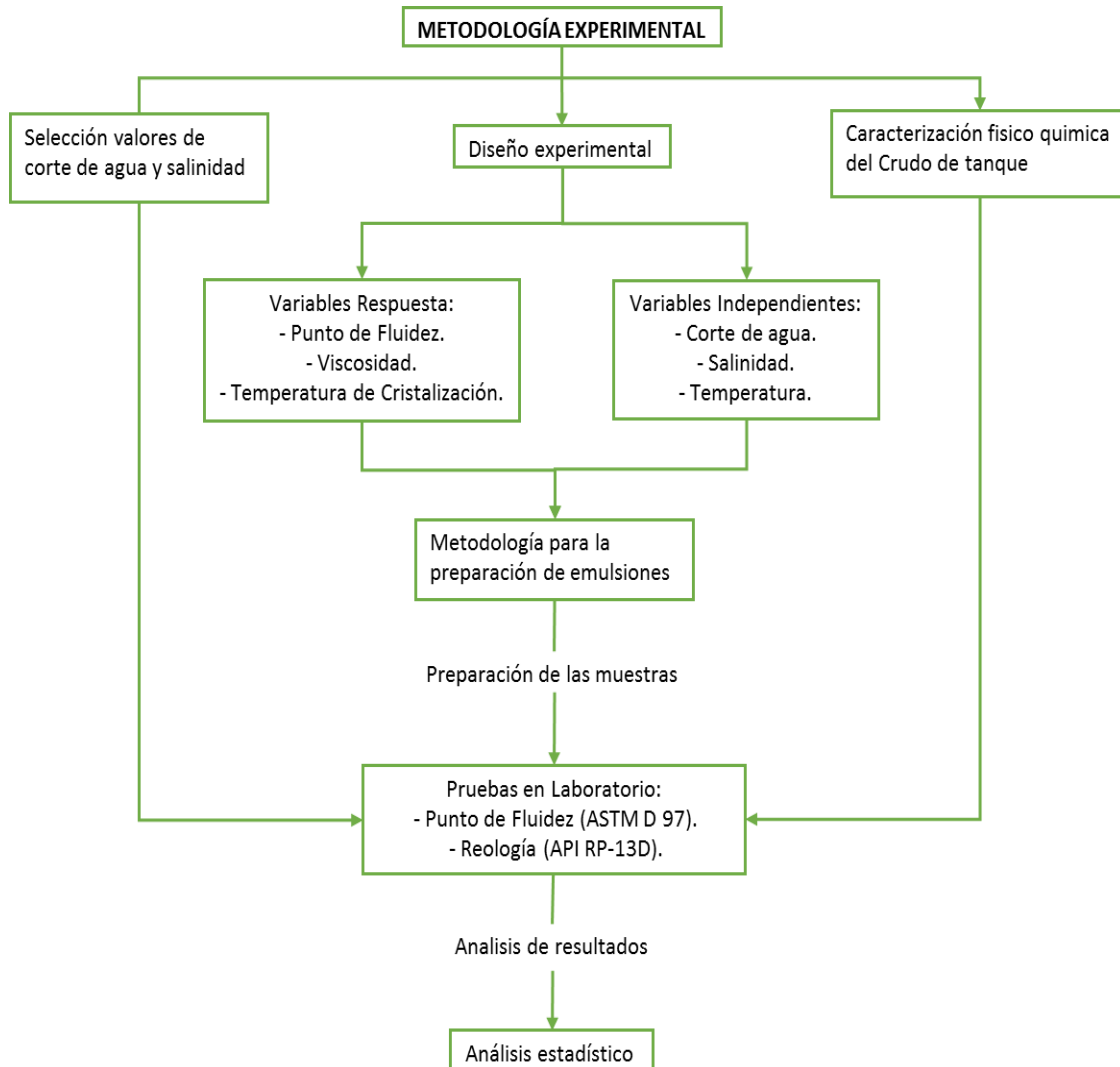 METODOLOGÍA EXPERIMENTAL
Selección valores de
corte de agua y salinidad
Diseño experimental
Caracterización fisico quimica
del Crudo de tanque
Variables Respuesta:
- Punto de Fluidez.
- Viscosidad.
- Temperatura de Cristalización.
Variables Independientes:
- Corte de agua.
- Salinidad.
- Temperatura.
Metodología para la
preparación de emulsiones
Preparación de las muestras
Pruebas en Laboratorio:
- Punto de Fluidez (ASTM D 97).
- Reología (API RP-13D).
Analisis de resultados
Análisis estadístico